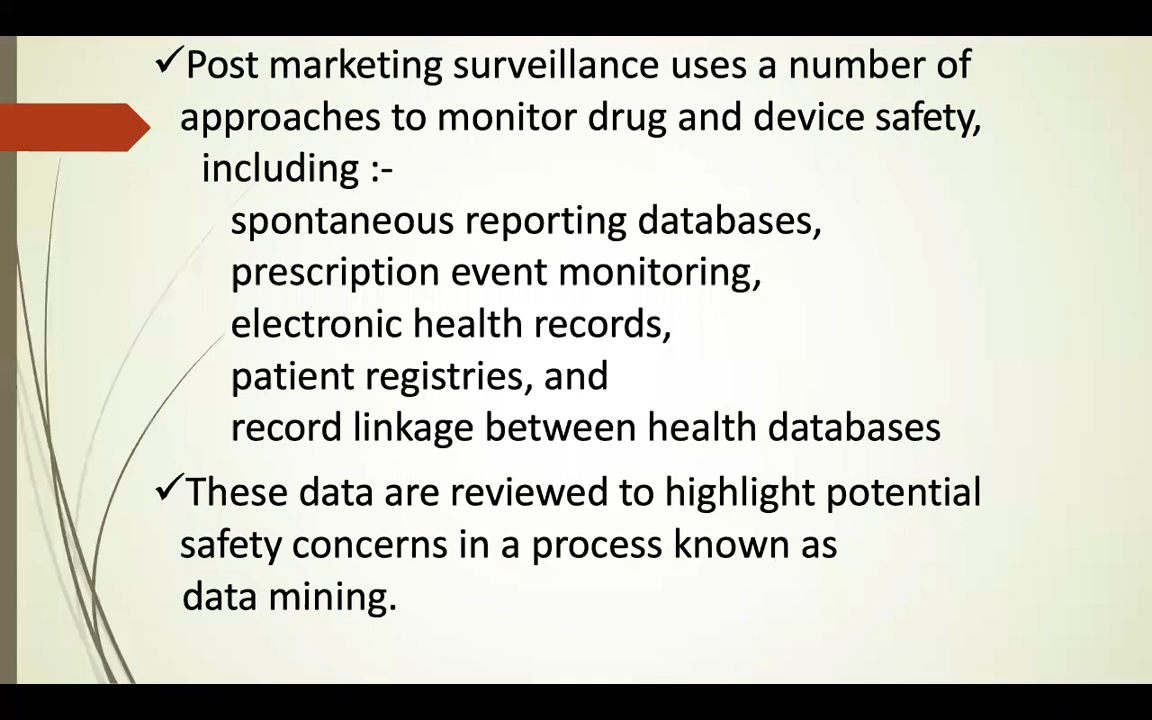 ✓Post marketing surveillance uses a number of
approaches to monitor drug and device safety,
including :-
spontaneous reporting databases,
prescription event monitoring,
electronic health records,
patient registries, and
record linkage between health databases
✓These data are reviewed to highlight potential
safety concerns in a process known as
data mining.